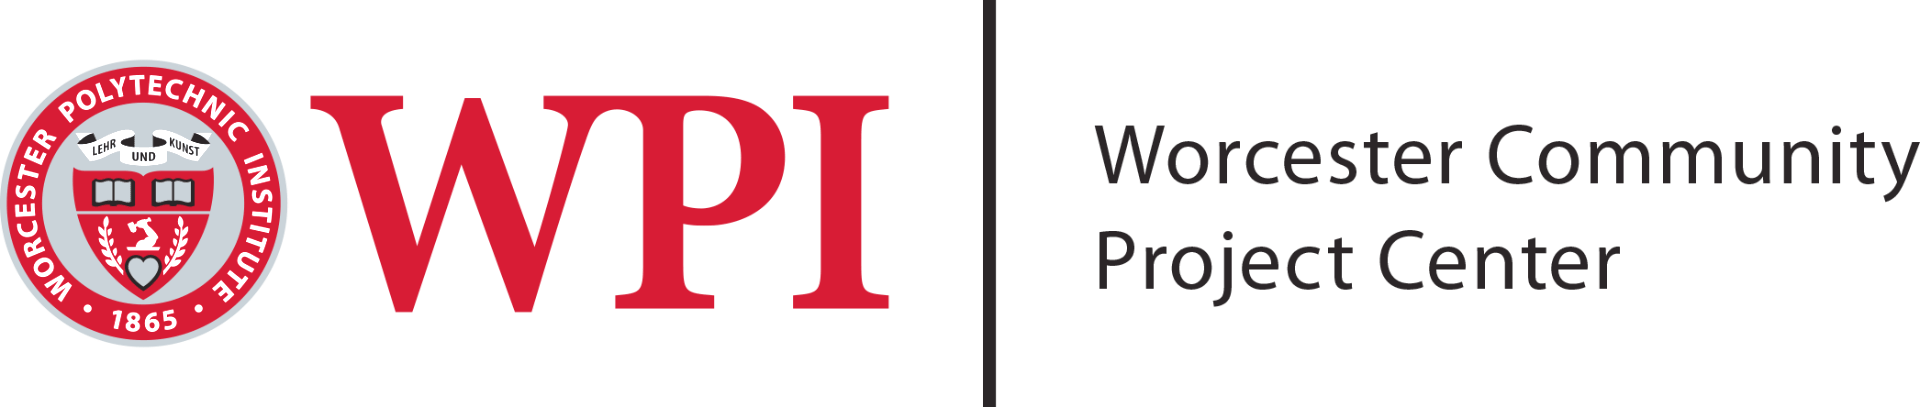 WORCESTER POLYTECHNIC INSTITUTE
LEHR UND KUNST
· 1865 ·
WPI
Worcester Community
Project Center